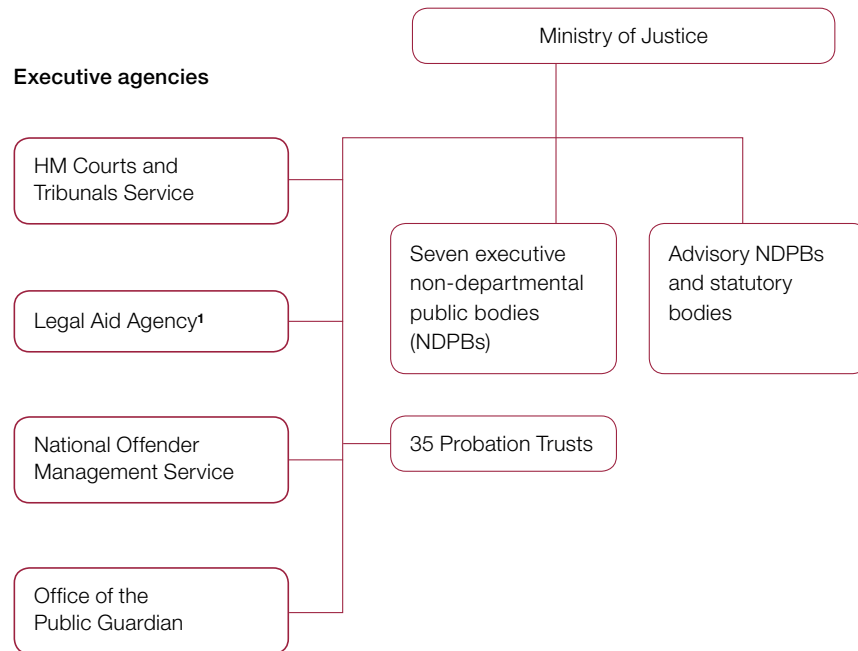 Ministry of Justice
Executive agencies
HM Courts and
Tribunals Service
Seven executive
non-departmental
public bodies
(NDPBs)
Advisory NDPBs
and statutory
bodies
Legal Aid Agency¹
National Offender
Management Service
35 Probation Trusts
Office of the
Public Guardian